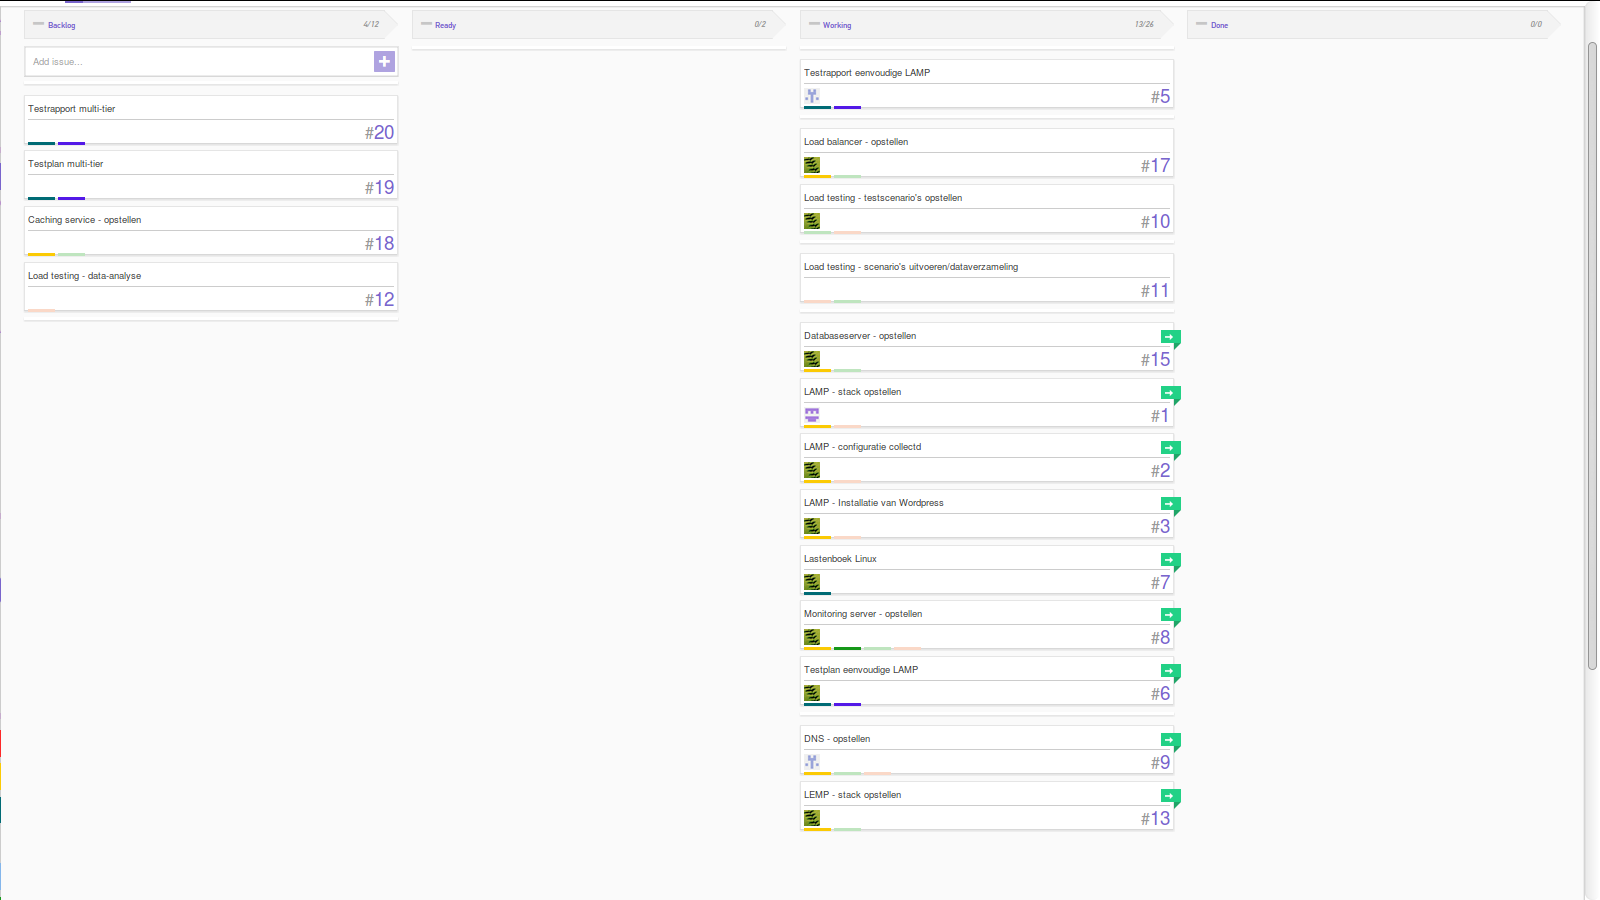 Backlog 4/12
Add issue...
Testrapport multi-tier
#20
Testplan multi-tier
#19
Caching service - opstellen
#18
Load testing - data-analyse
#12
Ready 0/2
Working 13/26
Testrapport eenvoudige LAMP
#5
Load balancer - opstellen
#17
Load testing - testscenario's opstellen
#10
Load testing - scenario's uitvoeren/dataverzameling
#11
Databaseserver - opstellen
#15
LAMP - stack opstellen
#1
LAMP - configuratie collectd
#2
LAMP - Installatie van Wordpress
#3
Lastenboek Linux
#7
Monitoring server - opstellen
#8
Testplan eenvoudige LAMP
#6
DNS - opstellen
#9
LEMP - stack opstellen
#13
Done 0/0